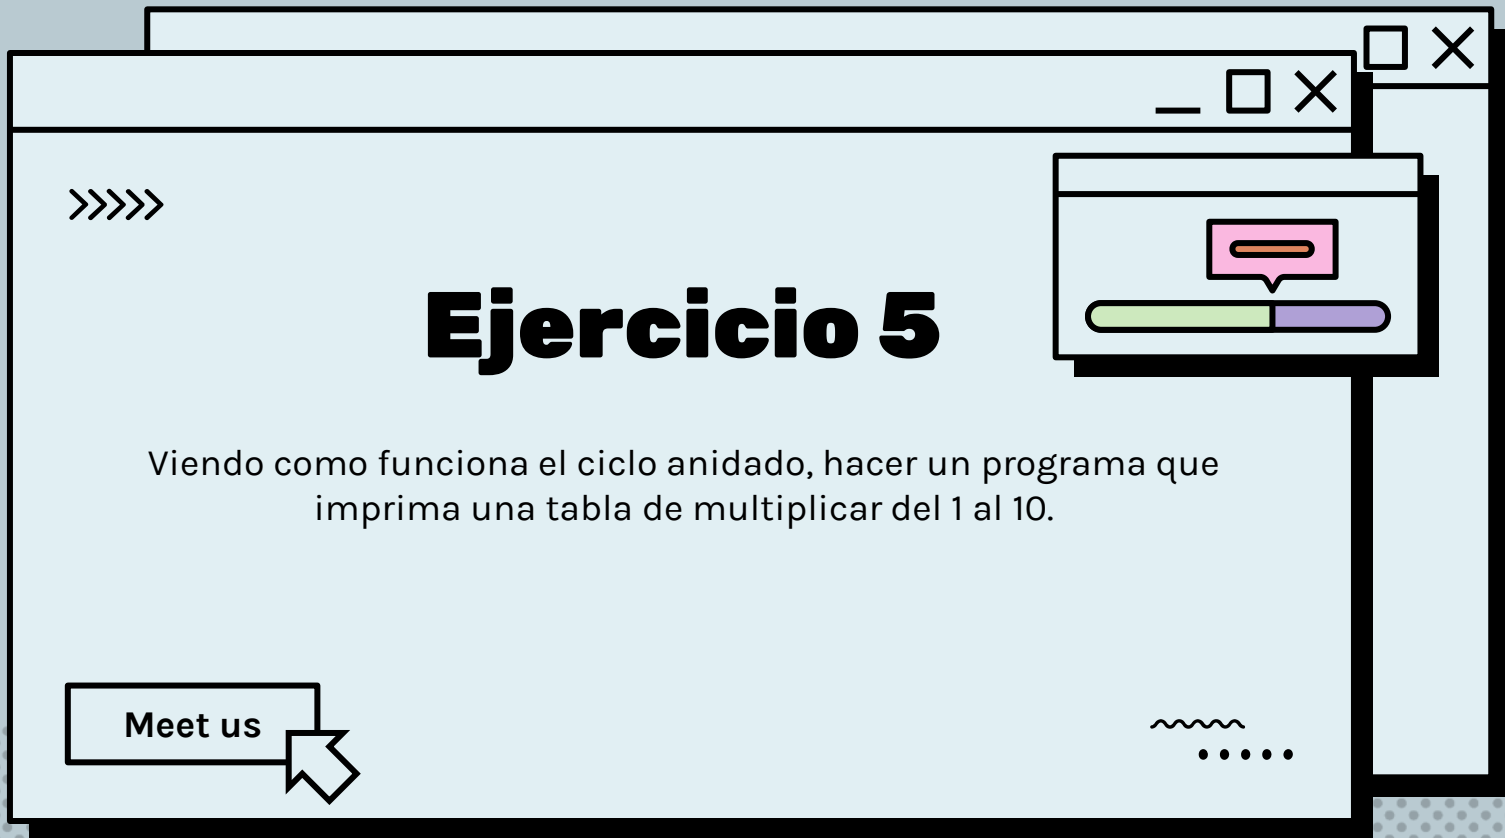 Ejercicio 5
Viendo como funciona el ciclo anidado, hacer un programa que
imprima una tabla de multiplicar del 1 al 10.
Meet us